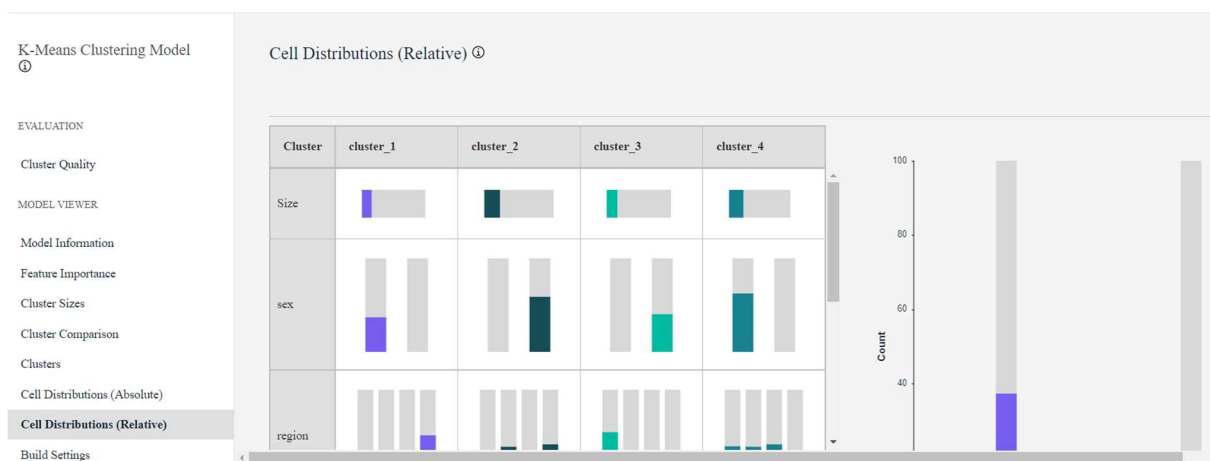 K-Means Clustering Model
EVALUATION
Cluster Quality
MODEL VIEWER
Model Information
Feature Importance
Cluster Sizes
Cluster Comparison
Clusters
Cell Distributions (Absolute)
Cell Distributions (Relative)
Build Settings
Cell Distributions (Relative)
Cluster cluster_1 cluster_2 cluster_3 cluster_4
Size
sex
region
100
80
60
40
Count